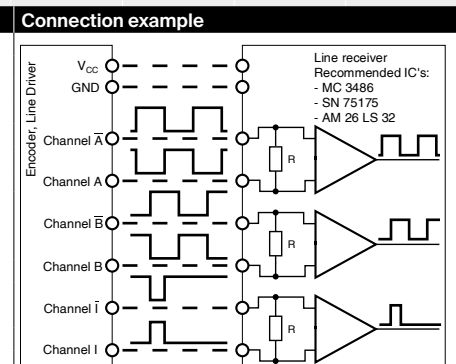 Connection example
Encoder, Line Driver
V_CC
GND
Channel A̅
Channel A
Channel B̅
Channel B
Channel I̅
Channel I
Line receiver
Recommended IC's:
- MC 3486
- SN 75175
- AM 26 LS 32
R
R
R